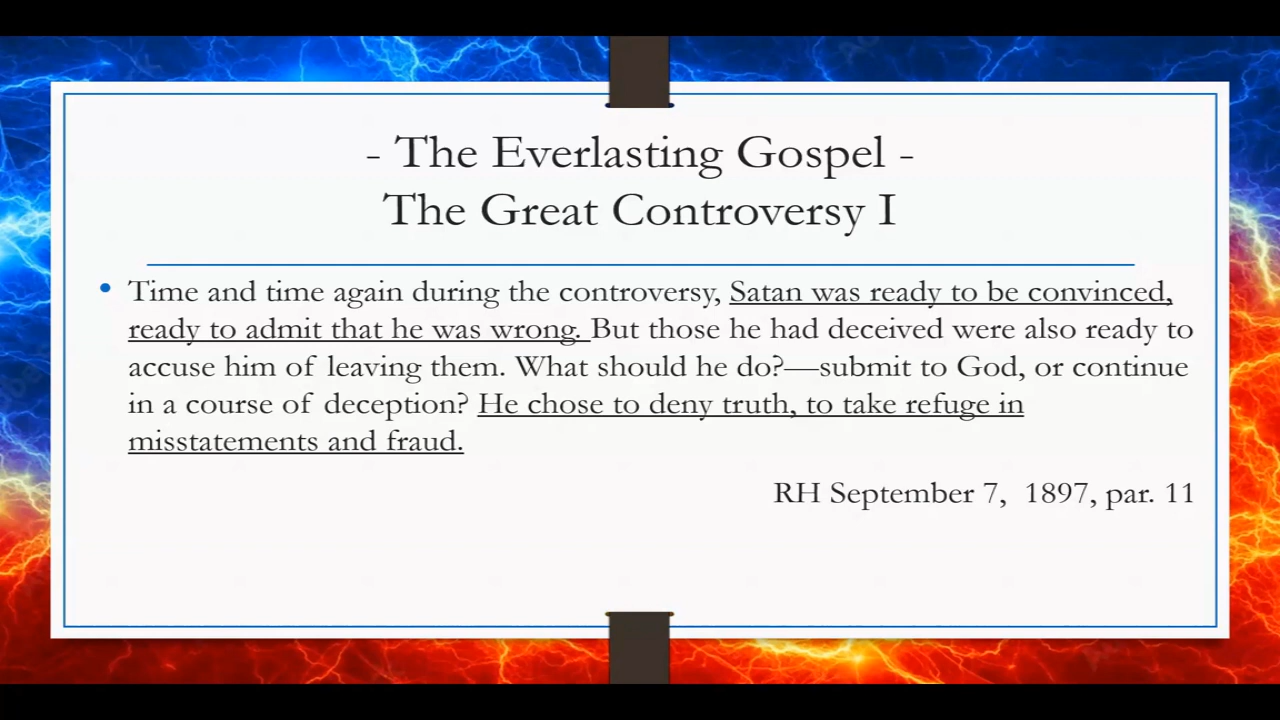 - The Everlasting Gospel -
The Great Controversy I
• Time and time again during the controversy, Satan was ready to be convinced,
ready to admit that he was wrong. But those he had deceived were also ready to
accuse him of leaving them. What should he do?—submit to God, or continue
in a course of deception? He chose to deny truth, to take refuge in
misstatements and fraud.
RH September 7,  1897, par. 11